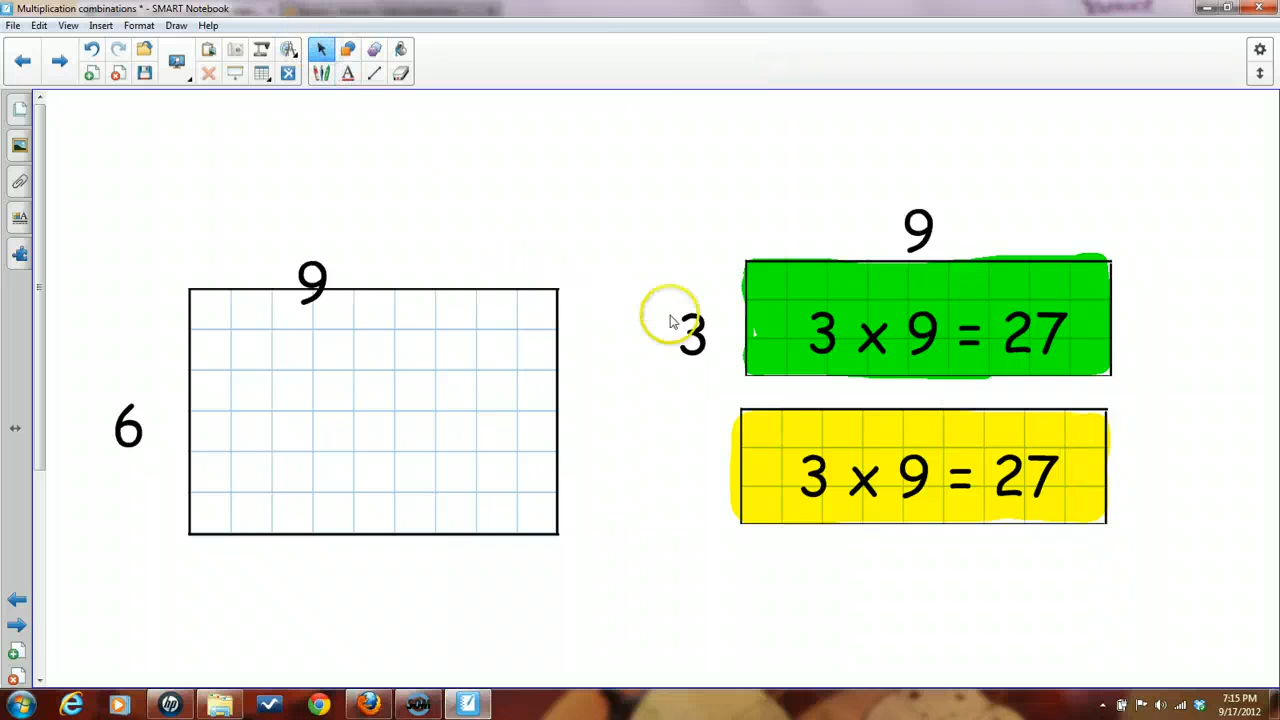 Multiplication combinations * - SMART Notebook
File Edit View Insert Format Draw Help
9
9
3
3 x 9 = 27
6
3 x 9 = 27
7:15 PM
9/17/2012